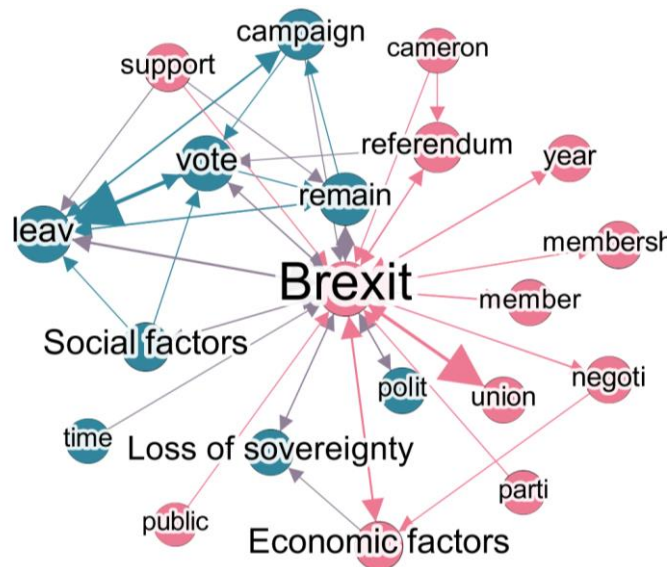 campaign
cameron
support
referendum
vote
year
remain
leav
membersh
Brexit
member
Social factors
negoti
polit
union
time
Loss of sovereignty
parti
public
Economic factors